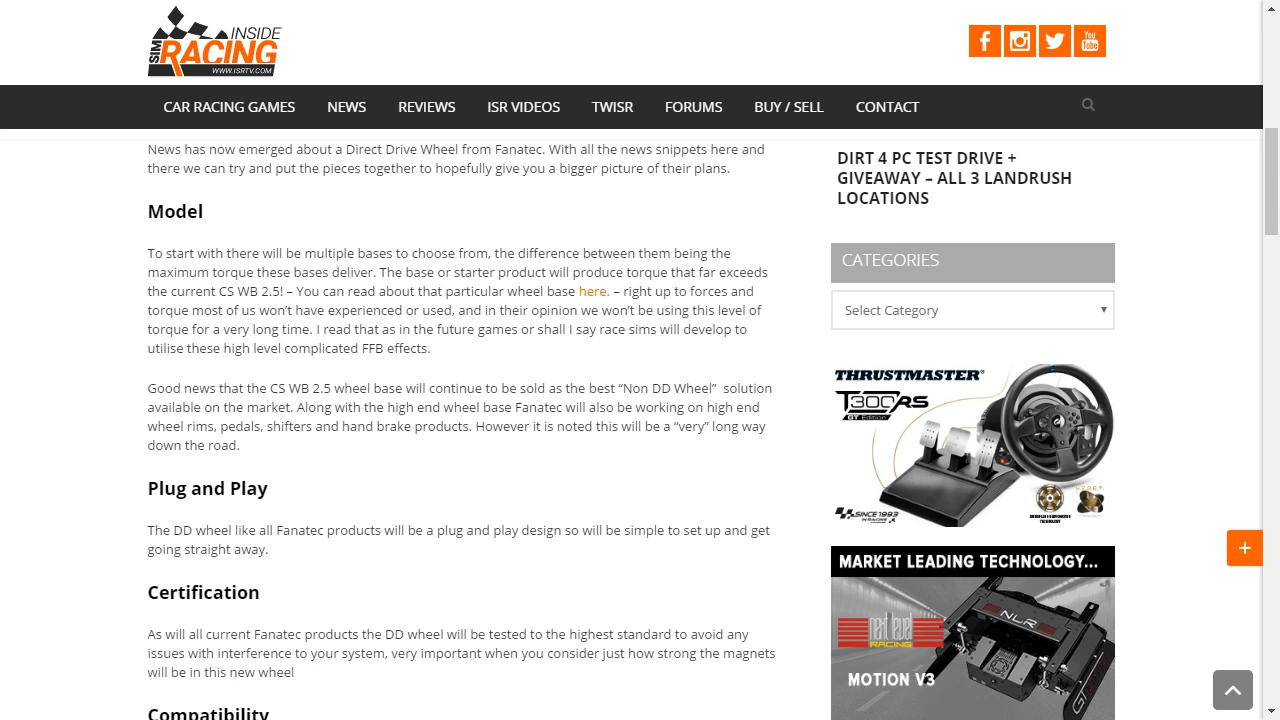 INSIDE
SIM RACING
WWW.ISRTV.COM
You
Tube
CAR RACING GAMES NEWS REVIEWS ISR VIDEOS TWISR FORUMS BUY / SELL CONTACT
News has now emerged about a Direct Drive Wheel from Fanatec. With all the news snippets here and
there we can try and put the pieces together to hopefully give you a bigger picture of their plans.
Model
To start with there will be multiple bases to choose from, the difference between them being the
maximum torque these bases deliver. The base or starter product will produce torque that far exceeds
the current CS WB 2.5! – You can read about that particular wheel base here. – right up to forces and
torque most of us won’t have experienced or used, and in their opinion we won’t be using this level of
torque for a very long time. I read that as in the future games or shall I say race sims will develop to
utilise these high level complicated FFB effects.
Good news that the CS WB 2.5 wheel base will continue to be sold as the best “Non DD Wheel” solution
available on the market. Along with the high end wheel base Fanatec will also be working on high end
wheel rims, pedals, shifters and hand brake products. However it is noted this will be a “very” long way
down the road.
Plug and Play
The DD wheel like all Fanatec products will be a plug and play design so will be simple to set up and get
going straight away.
Certification
As will all current Fanatec products the DD wheel will be tested to the highest standard to avoid any
issues with interference to your system, very important when you consider just how strong the magnets
will be in this new wheel
Compatibility
DIRT 4 PC TEST DRIVE +
GIVEAWAY – ALL 3 LANDRUSH
LOCATIONS
CATEGORIES
Select Category
THRUSTMASTER
T300RS
GT Edition
SINCE 1993
IN RACING
H.E.A.R.T
MARKET LEADING TECHNOLOGY...
NLR
next level
RACING
MOTION V3